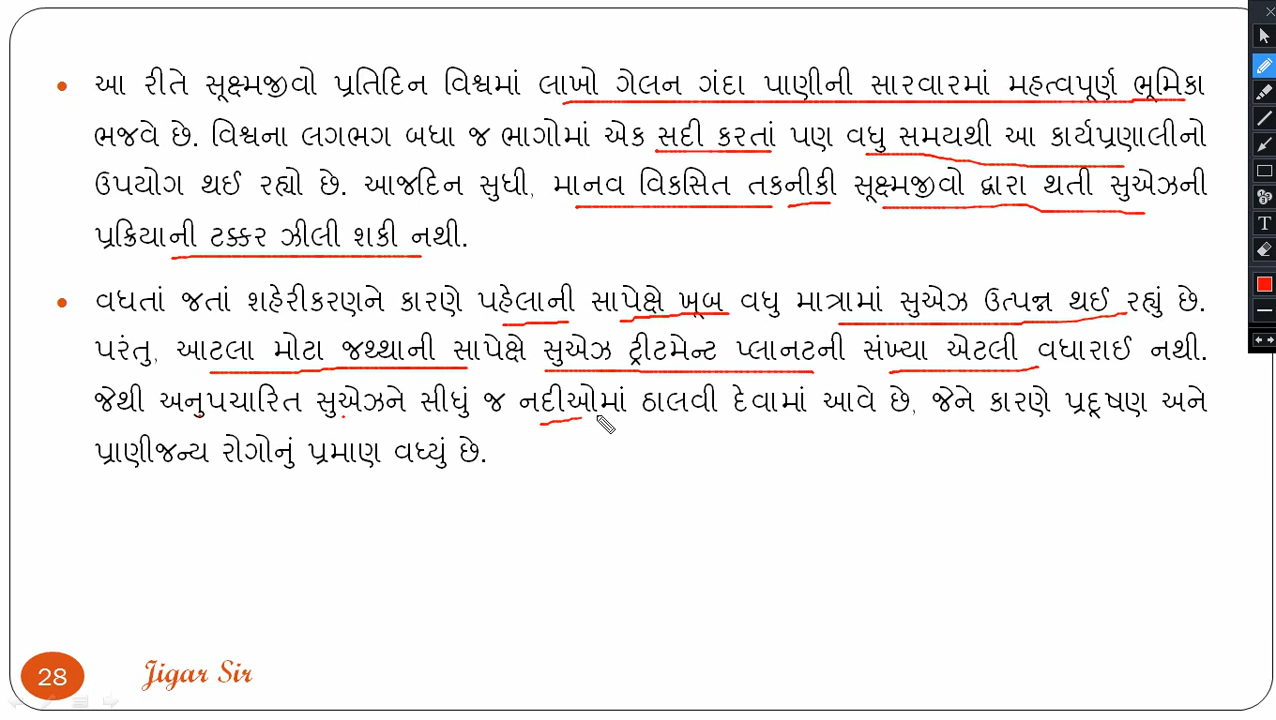 આ રીતે સૂક્ષ્મજીવો પ્રતિદિન વિશ્વમાં લાખો ગેલન ગંદા પાણીની સારવારમાં મહત્વપૂર્ણ ભૂમિકા
ભજવે છે. વિશ્વના લગભગ બધા જ ભાગોમાં એક સદી કરતાં પણ વધુ સમયથી આ કાર્યપ્રણાલીનો
ઉપયોગ થઈ રહ્યો છે. આજદિન સુધી, માનવ વિકસિત તકનીકી સૂક્ષ્મજીવો દ્વારા થતી સુએઝની
પ્રક્રિયાની ટક્કર ઝીલી શકી નથી.
વધતાં જતાં શહેરીકરણને કારણે પહેલાની સાપેક્ષે ખૂબ વધુ માત્રામાં સુએઝ ઉત્પન્ન થઈ રહ્યું છે.
પરંતુ, આટલા મોટા જથ્થાની સાપેક્ષે સુએઝ ટ્રીટમેન્ટ પ્લાનટની સંખ્યા એટલી વધારાઈ નથી.
જેથી અનુપચારિત સુએઝને સીધું જ નદીઓમાં ઠાલવી દેવામાં આવે છે, જેને કારણે પ્રદૂષણ અને
પ્રાણીજન્ય રોગોનું પ્રમાણ વધ્યું છે.
28 Jigar Sir